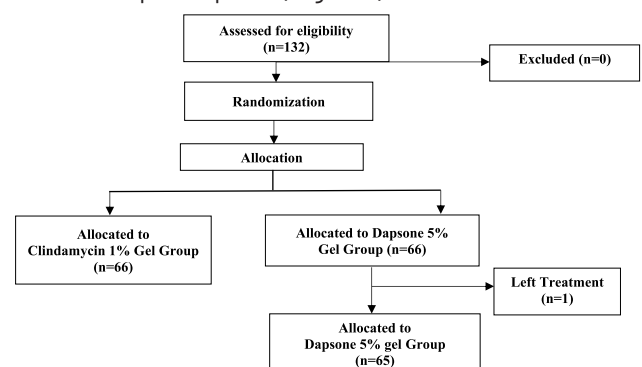 Assessed for eligibility
(n=132)
Excluded (n=0)
Randomization
Allocation
Allocated to
Clindamycin 1% Gel Group
(n=66)
Allocated to Dapsone 5%
Gel Group (n=66)
Left Treatment
(n=1)
Allocated to
Dapsone 5% gel Group
(n=65)